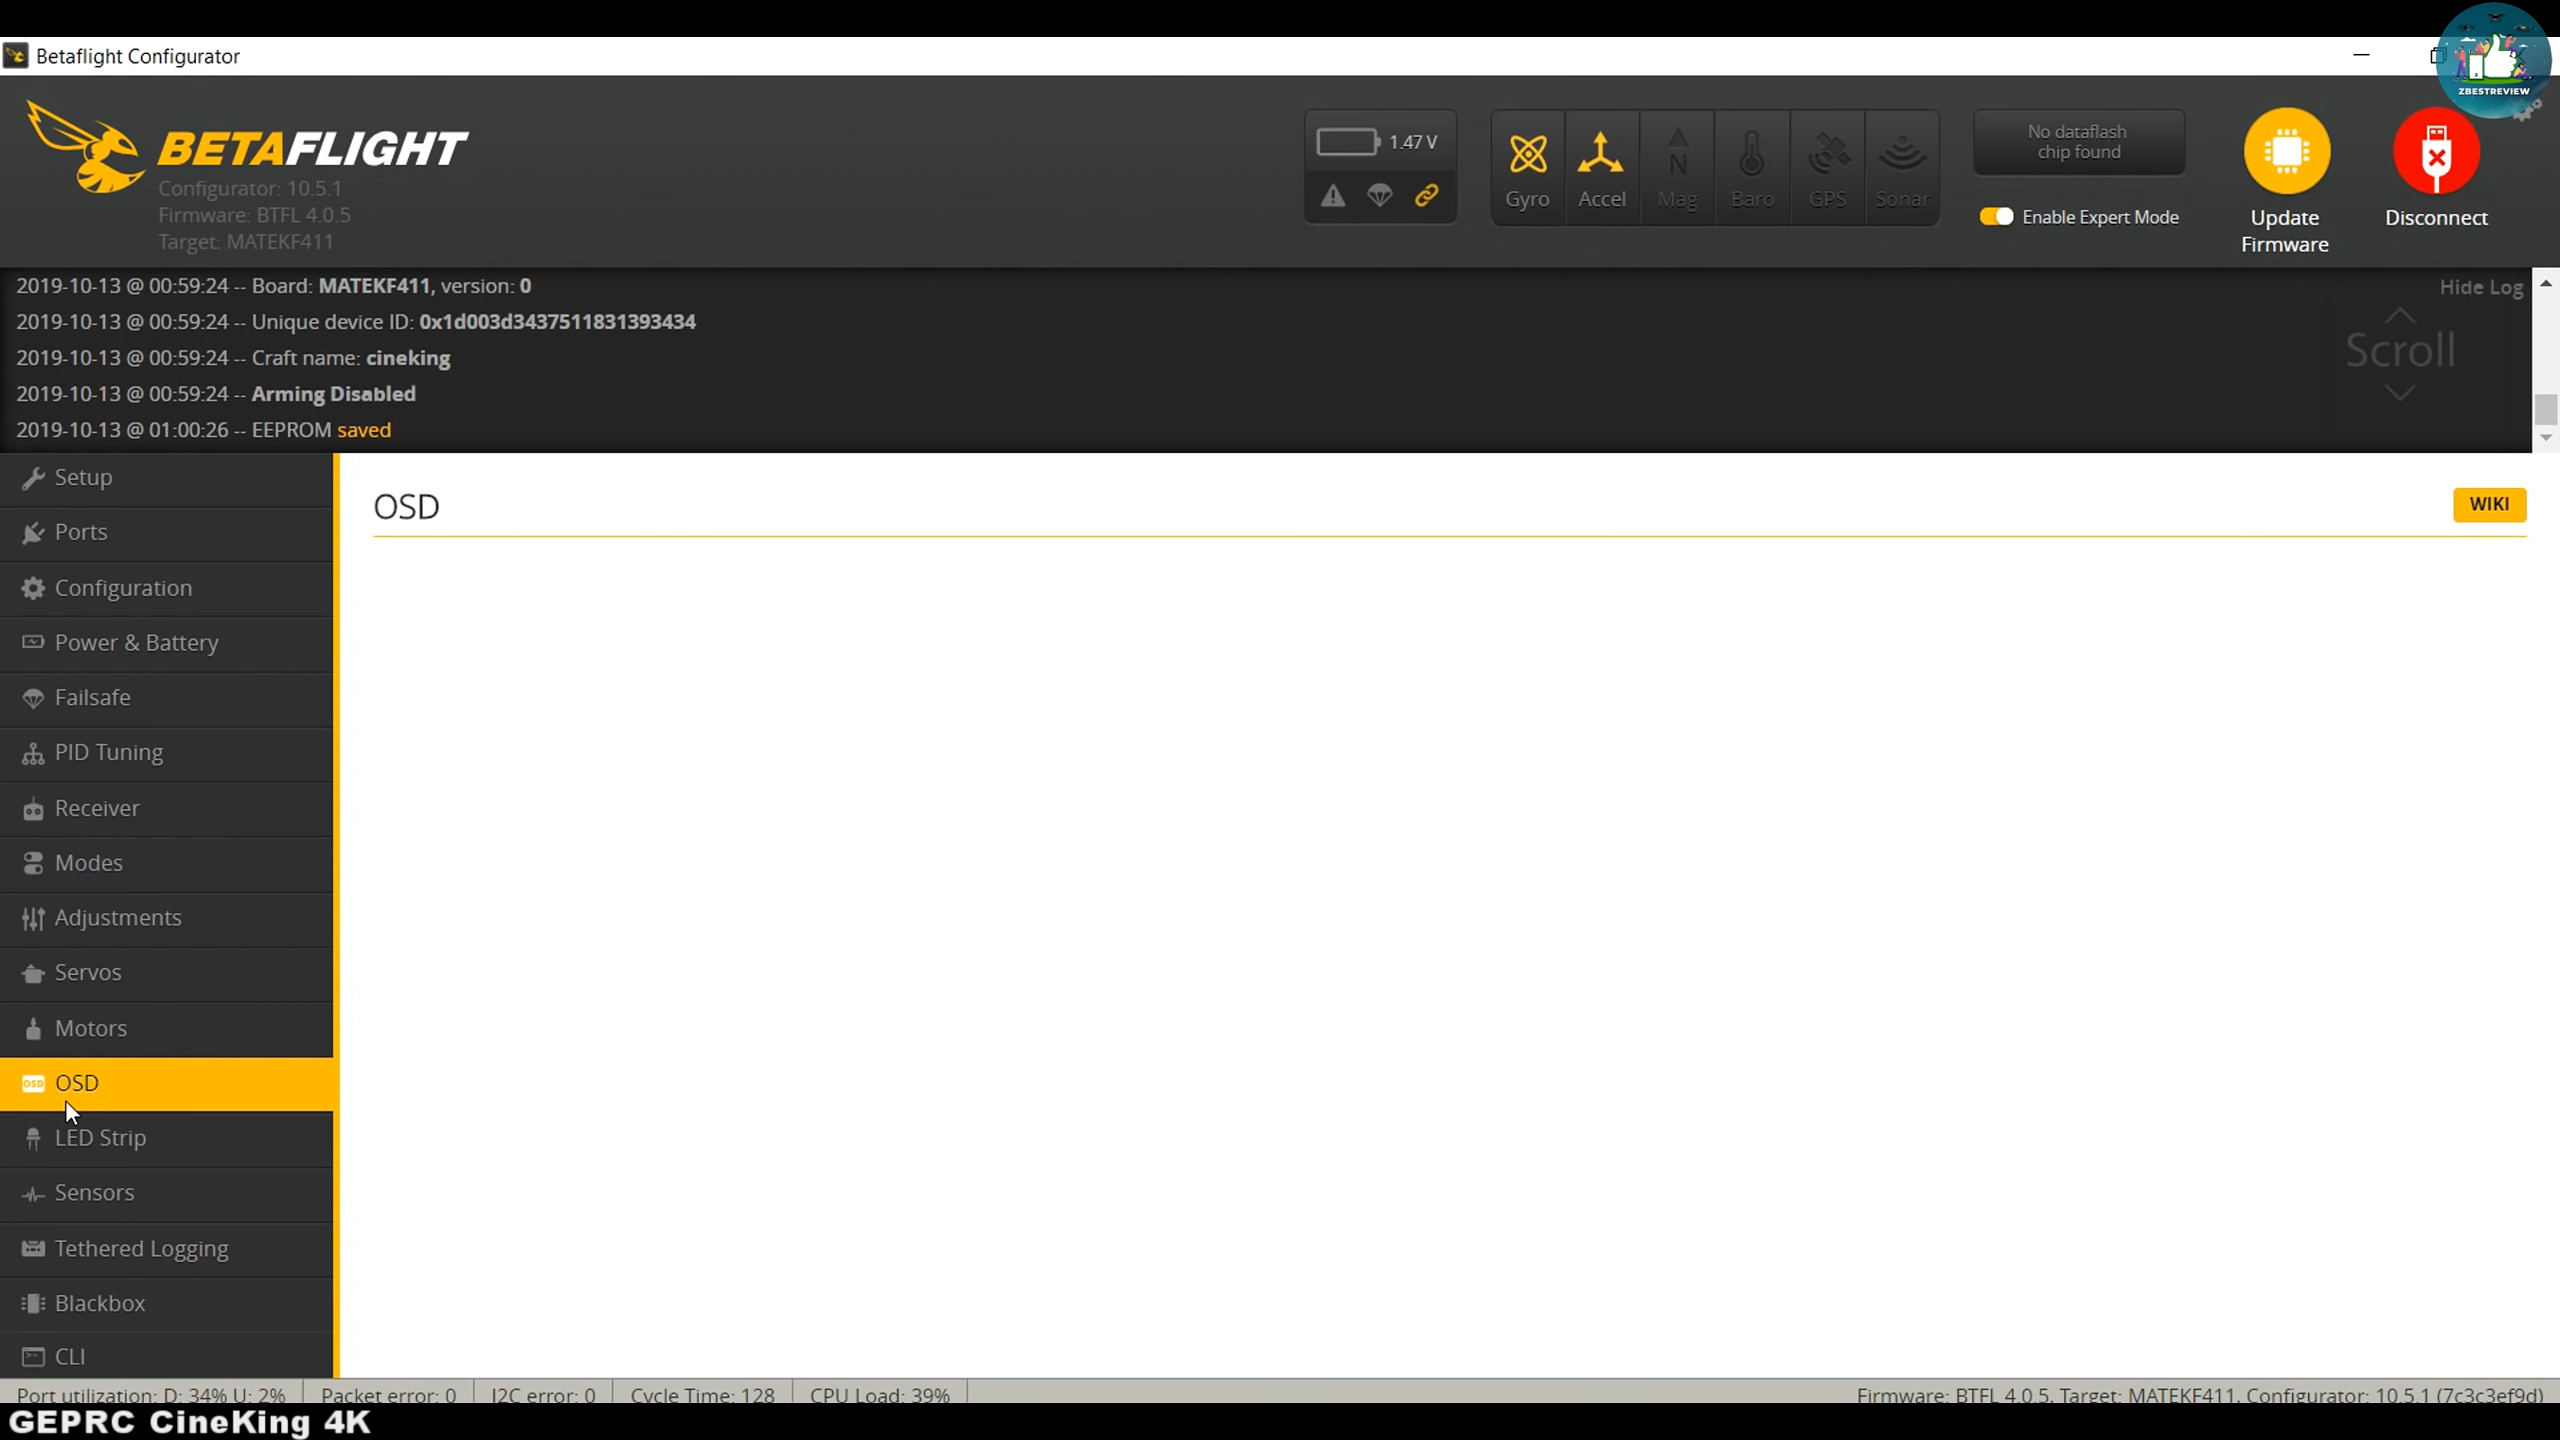 Betaflight Configurator
ZBESTREVIEW
BETAFLIGHT
Configurator: 10.5.1
Firmware: BTFL 4.0.5
Target: MATEKF411
1.47 V
Gyro
Accel
Mag
Baro
GPS
Sonar
No dataflash
chip found
Enable Expert Mode
Update
Firmware
Disconnect
2019-10-13 @ 00:59:24 -- Board: MATEKF411, version: 0
2019-10-13 @ 00:59:24 -- Unique device ID: 0x1d003d3437511831393434
2019-10-13 @ 00:59:24 -- Craft name: cineking
2019-10-13 @ 00:59:24 -- Arming Disabled
2019-10-13 @ 01:00:26 -- EEPROM saved
Hide Log
Scroll
Setup
Ports
Configuration
Power & Battery
Failsafe
PID Tuning
Receiver
Modes
Adjustments
Servos
Motors
OSD OSD
LED Strip
Sensors
Tethered Logging
Blackbox
CLI
OSD
WIKI
Port utilization: D: 34% U: 2%
Packet error: 0
I2C error: 0
Cycle Time: 128
CPU Load: 39%
Firmware: BTFL 4.0.5, Target: MATEKF411, Configurator: 10.5.1 (7c3c3ef9d)
GEPRC CineKing 4K